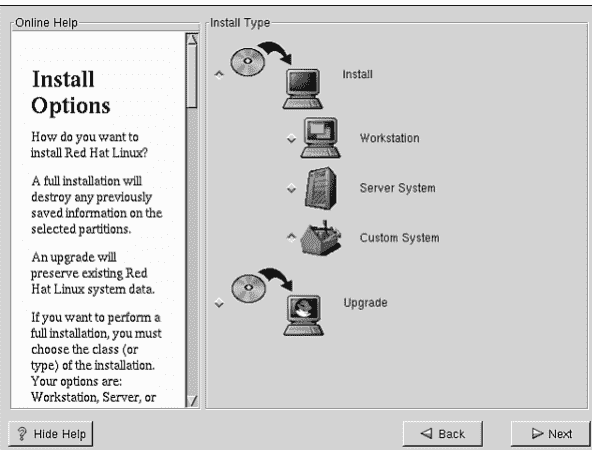 Online Help
Install
Options
How do you want to
install Red Hat Linux?
A full installation will
destroy any previously
saved information on the
selected partitions.
An upgrade will
preserve existing Red
Hat Linux system data.
If you want to perform a
full installation, you must
choose the class (or
type) of the installation.
Your options are:
Workstation, Server, or
Install Type
Install
Workstation
Server System
Custom System
Upgrade
Hide Help
Back
Next